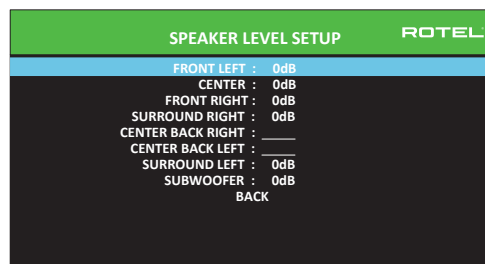 SPEAKER LEVEL SETUP ROTEL
FRONT LEFT : 0dB
CENTER : 0dB
FRONT RIGHT : 0dB
SURROUND RIGHT : 0dB
CENTER BACK RIGHT : _____
CENTER BACK LEFT : _____
SURROUND LEFT : 0dB
SUBWOOFER : 0dB
BACK